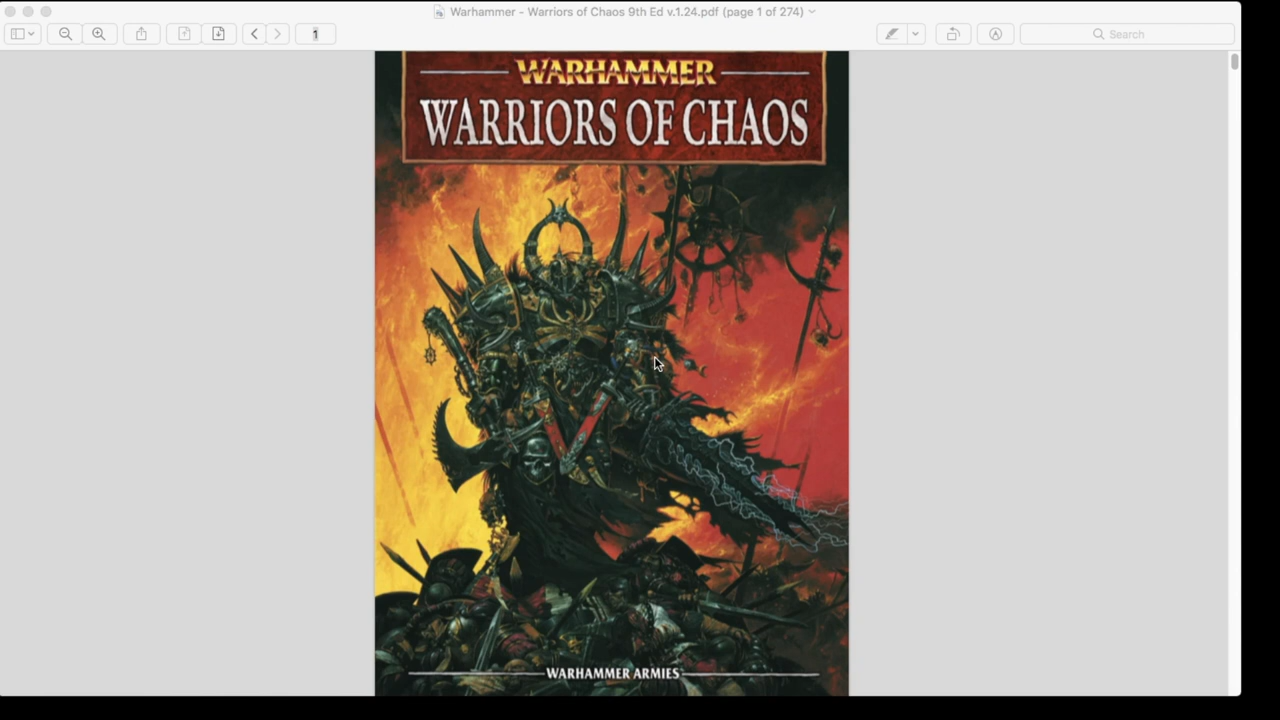 Warhammer - Warriors of Chaos 9th Ed v.1.24.pdf (page 1 of 274)
1
Search
WARHAMMER
WARRIORS OF CHAOS
WARHAMMER ARMIES